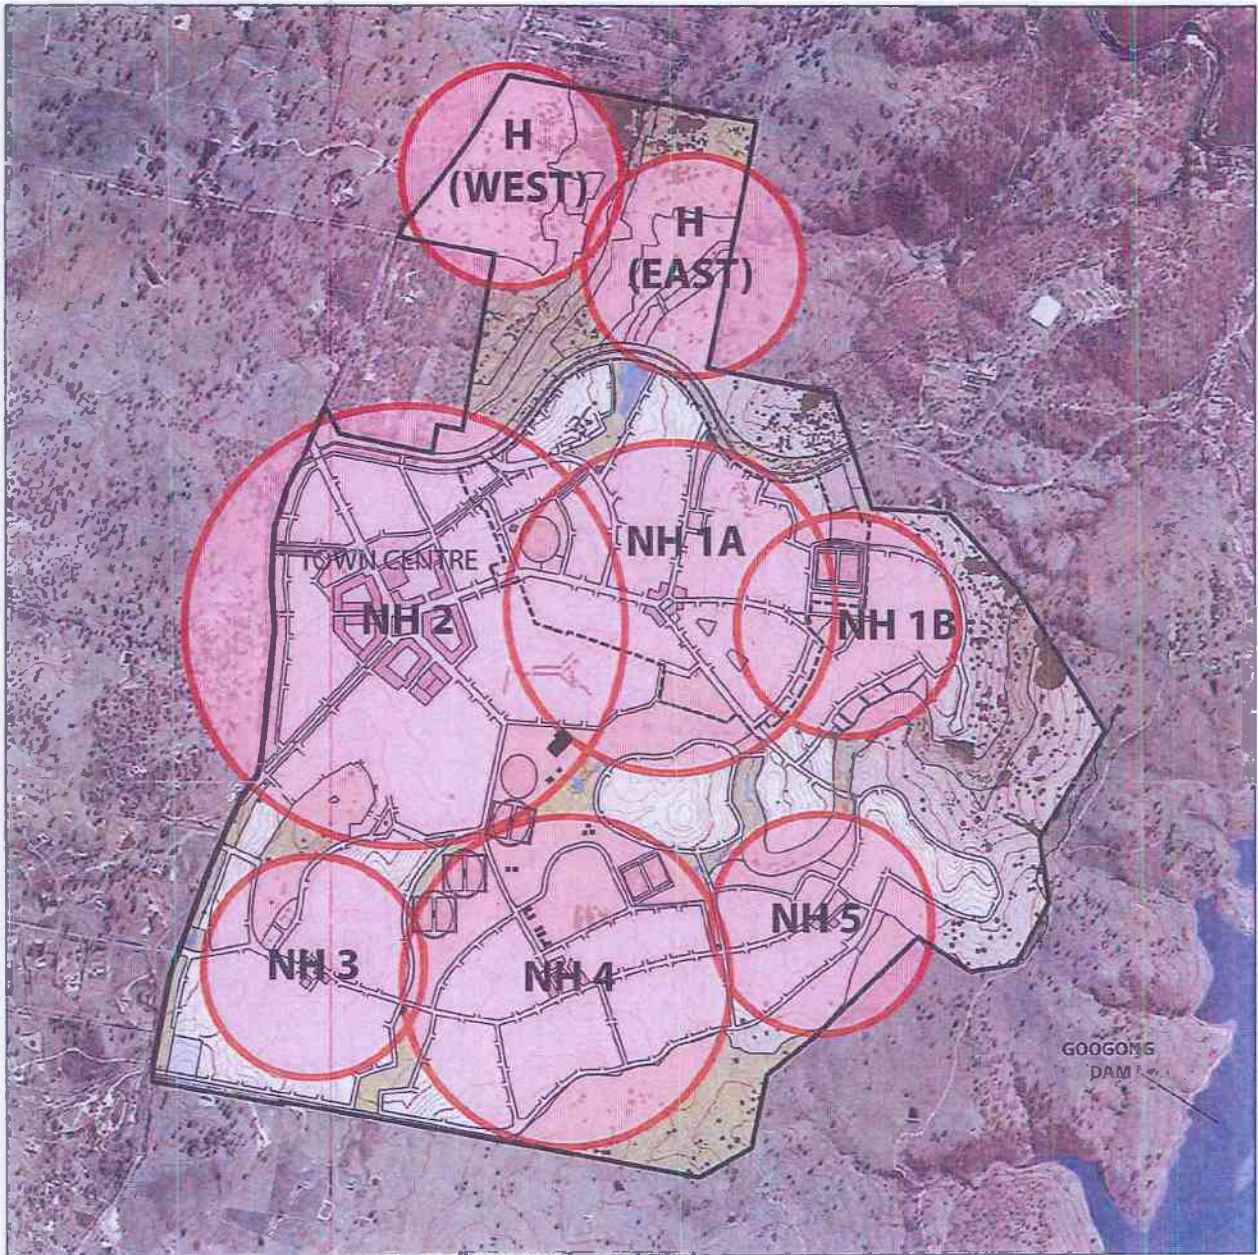 H
(WEST)
H
(EAST)
NH 1A
TOWN CENTRE
NH 2
NH 1B
NH 5
NH 3
NH 4
GOOGONG
DAM